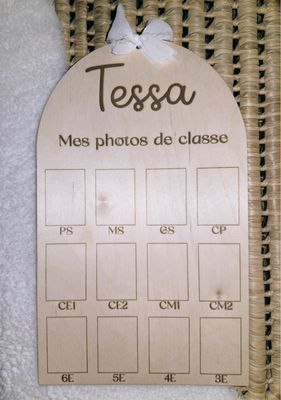 Tessa
Mes photos de classe
PS MS GS CP
CE1 CE2 CM1 CM2
6E 5E 4E 3E